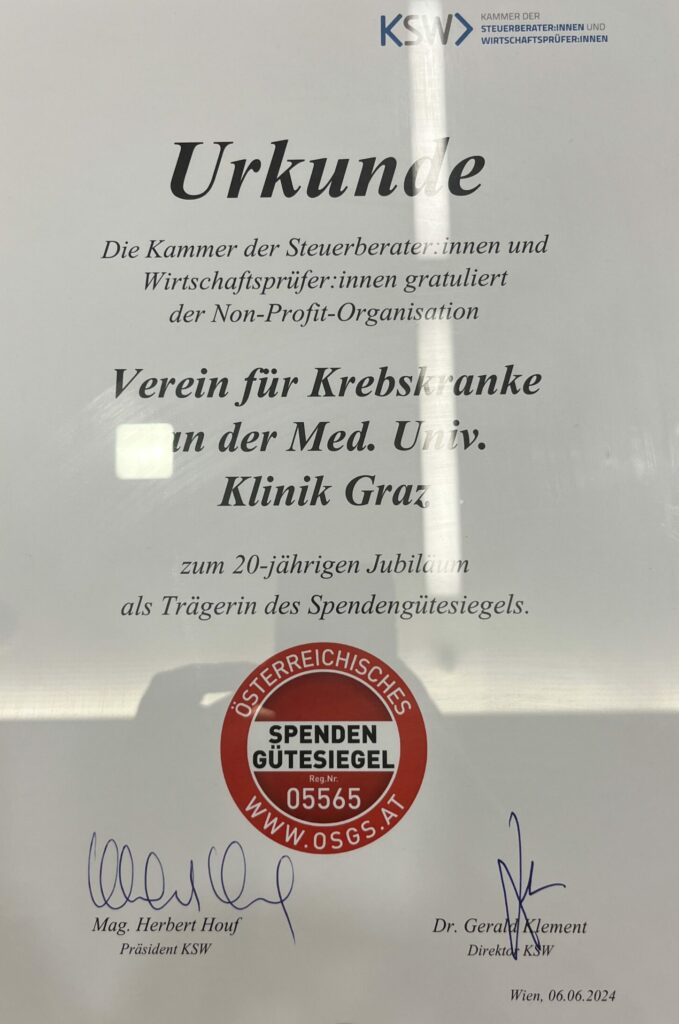 KSW
KAMMER DER
STEUERBERATER:INNEN UND
WIRTSCHAFTSPRÜFER:INNEN
Urkunde
Die Kammer der Steuerberater:innen und
Wirtschaftsprüfer:innen gratuliert
der Non-Profit-Organisation
Verein für Krebskranke
an der Med. Univ.
Klinik Graz
zum 20-jährigen Jubiläum
als Trägerin des Spendengütesiegels.
ÖSTERREICHISCHES
SPENDEN
GÜTESIEGEL
Reg.Nr.
05565
WWW.OSGS.AT
Mag. Herbert Houf
Präsident KSW
Dr. Gerald Klement
Direktor KSW
Wien, 06.06.2024